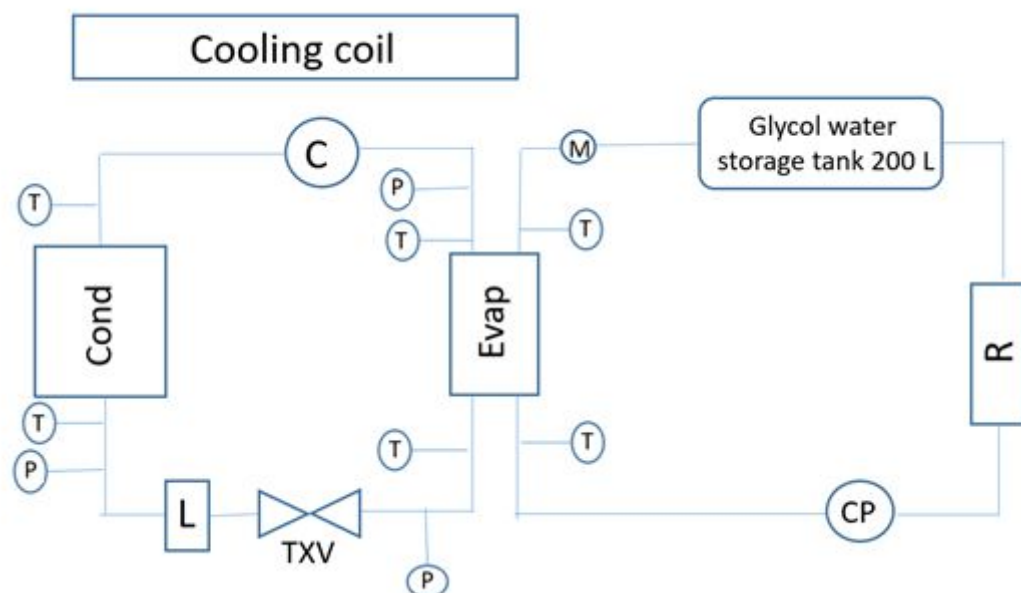 Cooling coil
C
M
Glycol water
storage tank 200 L
P
T
T
T
Cond
Evap
R
T
T
T
P
L
TXV
CP
P